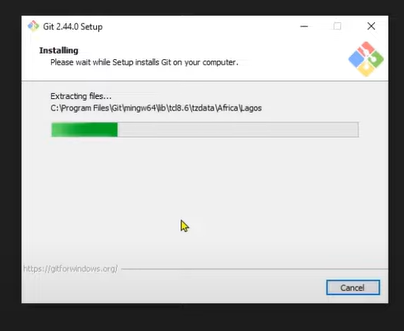 Git 2.44.0 Setup
Installing
Please wait while Setup installs Git on your computer.
Extracting files...
C:\Program Files\Git\mingw64\lib\tcl8.6\tzdata\Africa\Lagos
https://gitforwindows.org/
Cancel